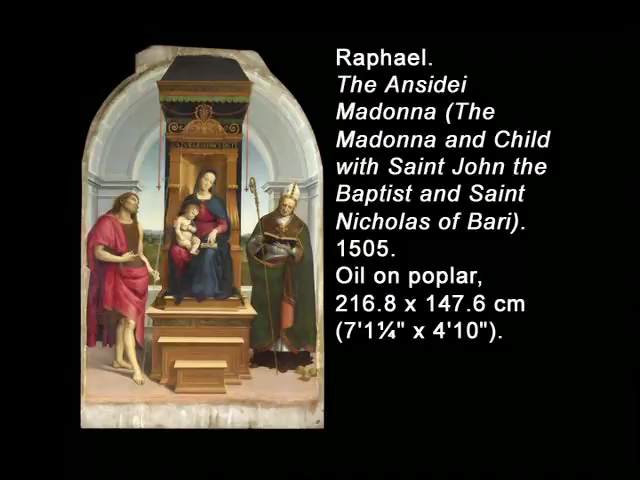 Raphael.
The Ansidei
Madonna (The
Madonna and Child
with Saint John the
Baptist and Saint
Nicholas of Bari).
1505.
Oil on poplar,
216.8 x 147.6 cm
(7'1¼" x 4'10").